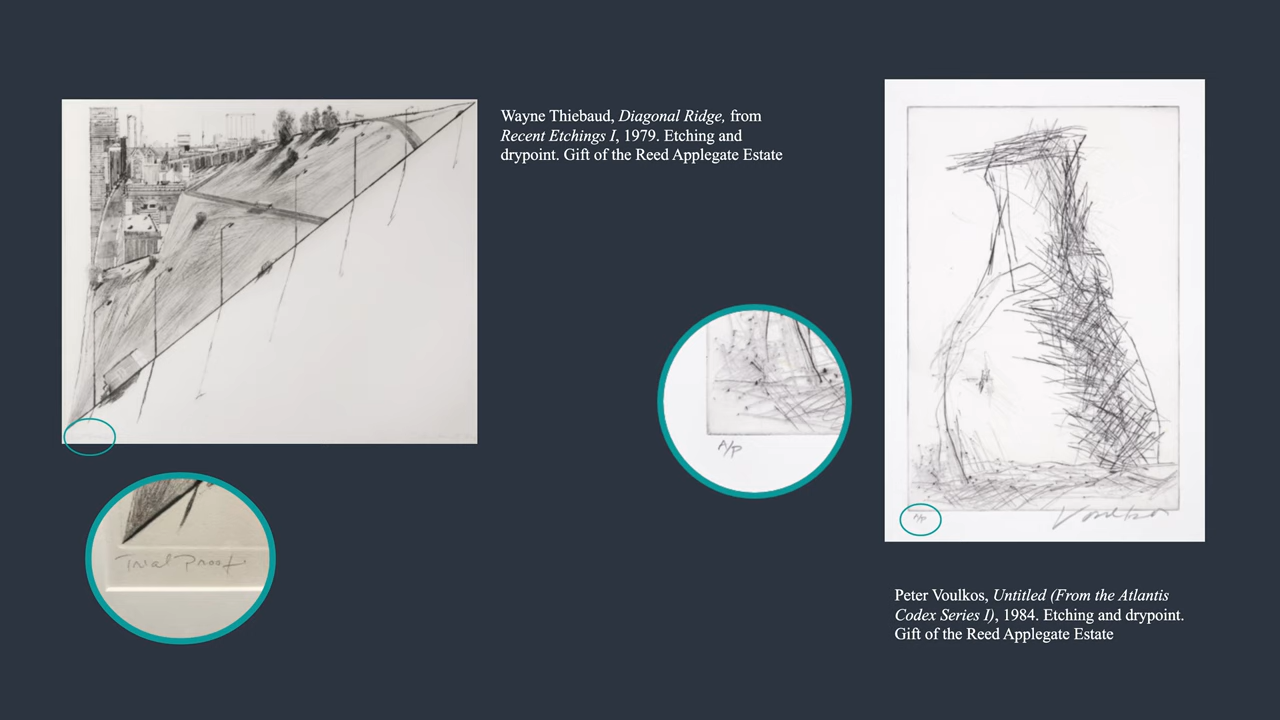 Wayne Thiebaud, Diagonal Ridge, from
Recent Etchings I, 1979. Etching and
drypoint. Gift of the Reed Applegate Estate
Trial Proof
A/P
A/P
Voulkos
Peter Voulkos, Untitled (From the Atlantis
Codex Series I), 1984. Etching and drypoint.
Gift of the Reed Applegate Estate